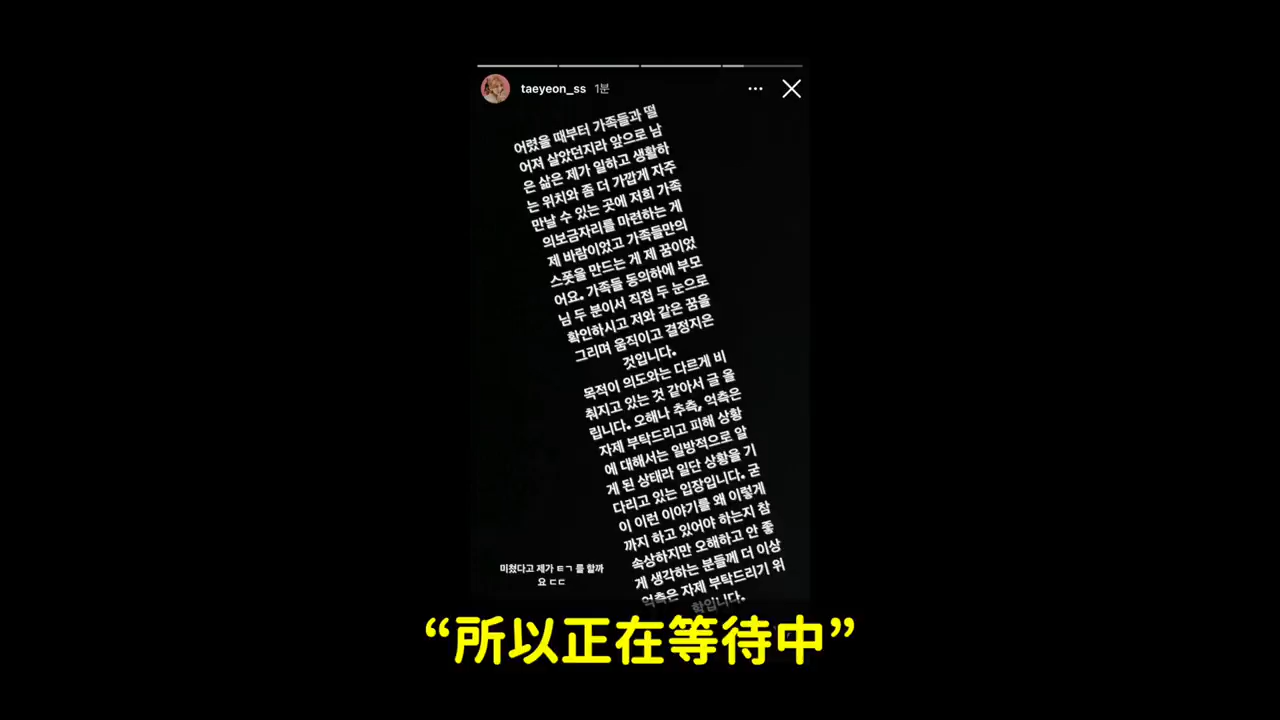 taeyeon_ss 1분
어렸을 때부터 가족들과 떨
어져 살았던지라 앞으로 남
은 삶은 제가 일하고 생활하
는 위치와 좀 더 가깝게 자주
만날 수 있는 곳에 저희 가족
의보금자리를 마련하는 게
제 바람이었고 가족들만의
스폿을 만드는 게 제 꿈이었
어요. 가족들 동의하에 부모
님 두 분이서 직접 두 눈으로
확인하시고 저와 같은 꿈을
그리며 움직이고 결정지은
것입니다.
목적이 의도와는 다르게 비
춰지고 있는 것 같아서 글 올
립니다. 오해나 추측, 억측은
자제 부탁드리고 피해 상황
에 대해서는 일방적으로 알
게 된 상태라 일단 상황을 기
다리고 있는 입장입니다. 굳
이 이런 이야기를 왜 이렇게
까지 하고 있어야 하는지 참
속상하지만 오해하고 안 좋
게 생각하는 분들께 더 이상
억측은 자제 부탁드리기 위
함입니다.
미쳤다고 제가 ㅌㄱ 를 할까
요 ㄷㄷ
“所以正在等待中”